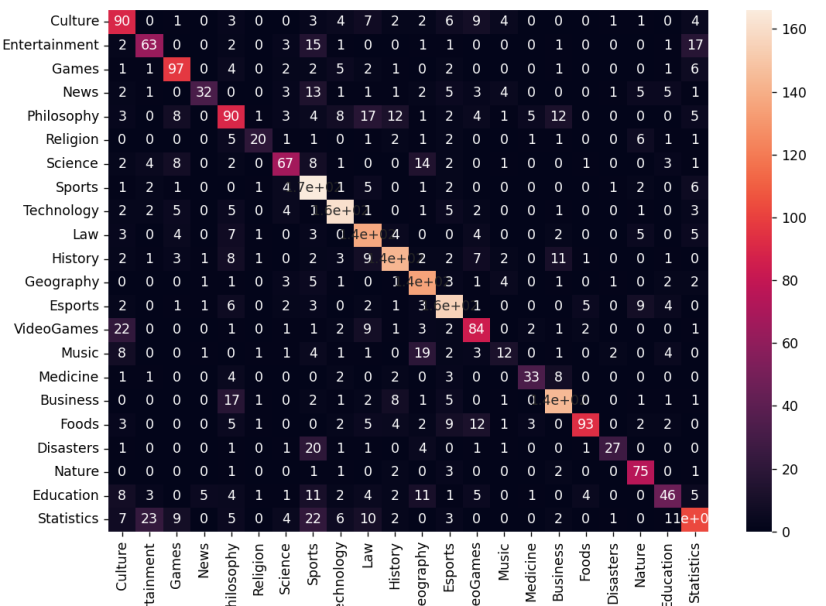 Culture 90 0 1 0 3 0 0 3 4 7 2 2 6 9 4 0 0 0 1 1 0 4
Entertainment 2 63 0 0 2 0 3 15 1 0 0 1 1 0 0 0 1 0 0 0 1 17
Games 1 1 97 0 4 0 2 2 5 2 1 0 2 0 0 0 1 0 0 0 1 6
News 2 1 0 32 0 0 3 13 1 1 1 2 5 3 4 0 0 0 1 5 5 1
Philosophy 3 0 8 0 90 1 3 4 8 17 12 1 2 4 1 5 12 0 0 0 0 5
Religion 0 0 0 0 5 20 1 1 0 1 2 1 2 0 0 0 1 0 0 6 1 1
Science 2 4 8 0 2 0 67 8 1 0 0 14 2 0 1 0 0 1 0 0 3 1
Sports 1 2 1 0 0 1 4 7e+0 1 5 0 1 2 0 0 0 0 0 1 2 0 6
Technology 2 2 5 0 5 0 4 1 6e+0 1 0 1 5 2 0 0 1 0 0 1 0 3
Law 3 0 4 0 7 1 0 3 0 4e+0 4 0 0 4 0 0 2 0 0 5 0 5
History 2 1 3 1 8 1 0 2 3 9 4e+0 2 2 7 2 0 11 1 0 0 1 0
Geography 0 0 0 1 1 0 3 5 1 0 1 4e+0 3 1 4 0 1 0 1 0 2 2
Esports 2 0 1 1 6 0 2 3 0 2 1 3 6e+0 1 0 0 0 5 0 9 4 0
VideoGames 22 0 0 0 1 0 1 1 2 9 1 3 2 84 0 2 1 2 0 0 0 1
Music 8 0 0 1 0 1 1 4 1 1 0 19 2 3 12 0 1 0 2 0 4 0
Medicine 1 1 0 0 4 0 0 0 2 0 2 0 3 0 0 33 8 0 0 0 0 0
Business 0 0 0 0 17 1 0 2 1 2 8 1 5 0 1 0 4e+0 0 0 1 1 1
Foods 3 0 0 0 5 1 0 0 2 5 4 2 9 12 1 3 0 93 0 2 2 0
Disasters 1 0 0 0 1 0 1 20 1 1 0 4 0 1 1 0 0 1 27 0 0 0
Nature 0 0 0 0 1 0 1 1 0 2 0 0 3 0 0 0 2 0 0 75 0 1
Education 8 3 0 5 4 1 1 11 2 4 2 11 1 5 0 1 0 4 0 0 46 5
Statistics 7 23 9 0 5 0 4 22 6 10 2 0 3 0 0 0 2 0 1 0 11 1e+0
Culture tainment Games News hilosophy Religion Science Sports echnology Law History eography Esports eoGames Music Medicine Business Foods Disasters Nature Education Statistics
160
140
120
100
80
60
40
20
0